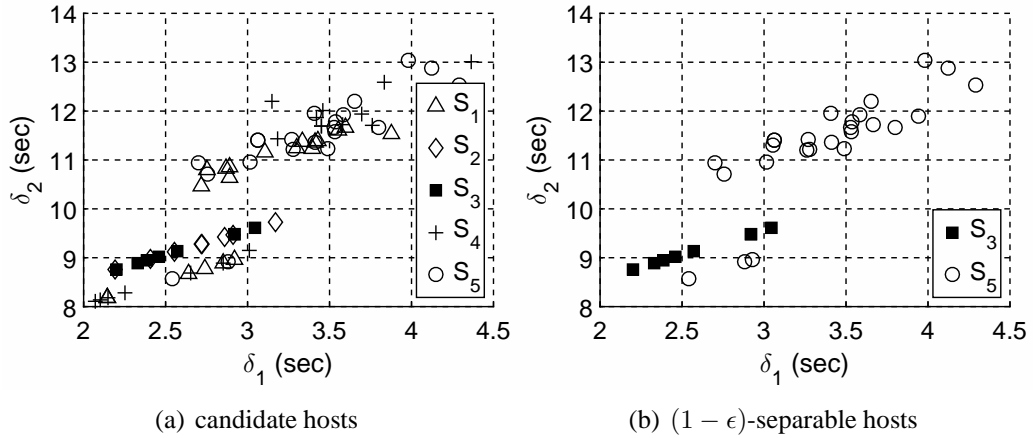 13
12
11
10
9
8
δ2 (sec)
2 2.5 3 3.5 4 4.5
δ1 (sec)
S1
S2
S3
S4
S5
(a) candidate hosts
14
13
12
11
10
9
8
δ2 (sec)
2 2.5 3 3.5 4 4.5
δ1 (sec)
S3
S5
(b) (1 − ϵ)-separable hosts